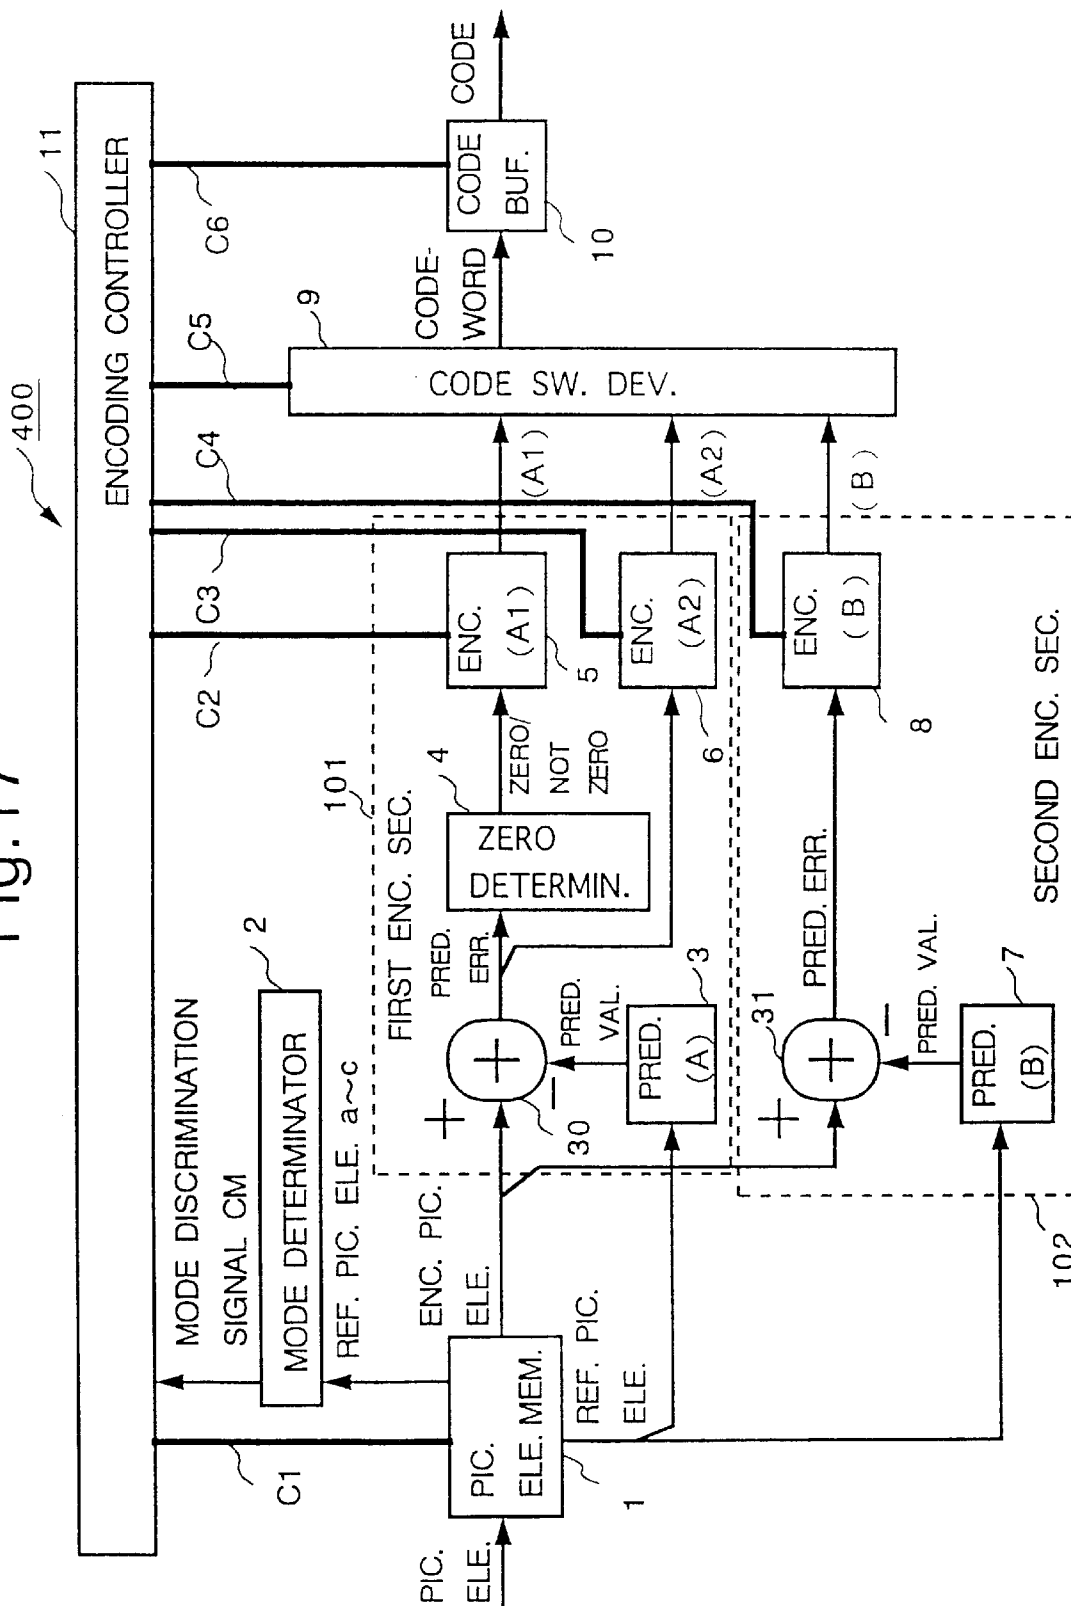 Fig.17
400
11
ENCODING CONTROLLER
MODE DISCRIMINATION
SIGNAL CM
2
MODE DETERMINATOR
REF. PIC. ELE. a~c
C1
C2
C3
C4
C5
C6
PIC.
ELE.
PIC.
ELE. MEM.
1
ENC. PIC.
ELE.
REF. PIC.
ELE.
101
FIRST ENC. SEC.
+
+
−
30
PRED.
ERR.
PRED.
VAL.
PRED.
(A)
3
4
ZERO
DETERMIN.
ZERO/
NOT
ZERO
ENC.
(A1)
5
ENC.
(A2)
6
(A1)
(A2)
(B)
9
CODE SW. DEV.
CODE-
WORD
CODE
BUF.
10
CODE
+
+
−
31
PRED. ERR.
PRED. VAL.
PRED.
(B)
7
ENC.
(B)
8
SECOND ENC. SEC.
102